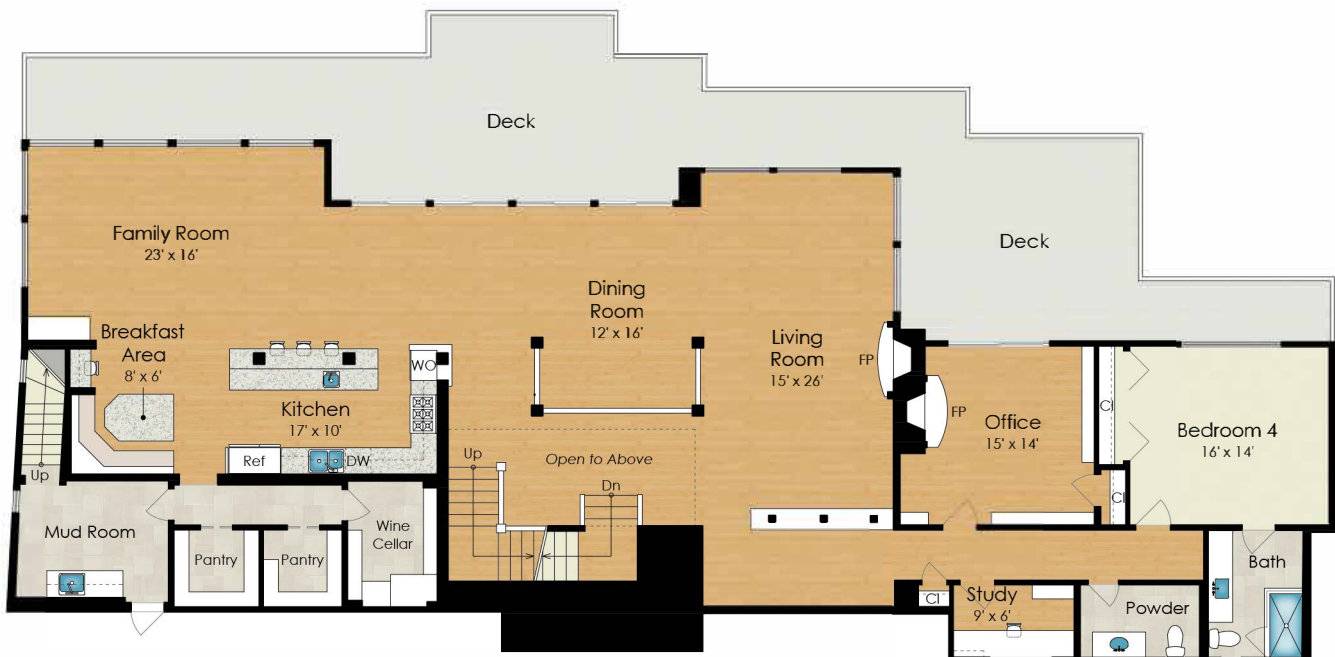 Deck
Family Room
23' x 16'
Deck
Dining
Room
12' x 16'
Breakfast
Area
8' x 6'
Living
Room
15' x 26'
FP
WO
FP
Kitchen
17' x 10'
Office
15' x 14'
Cl
Bedroom 4
16' x 14'
Ref
DW
Up
Up
Open to Above
Dn
Cl
Mud Room
Wine
Cellar
Pantry
Pantry
Bath
Cl
Study
9' x 6'
Powder